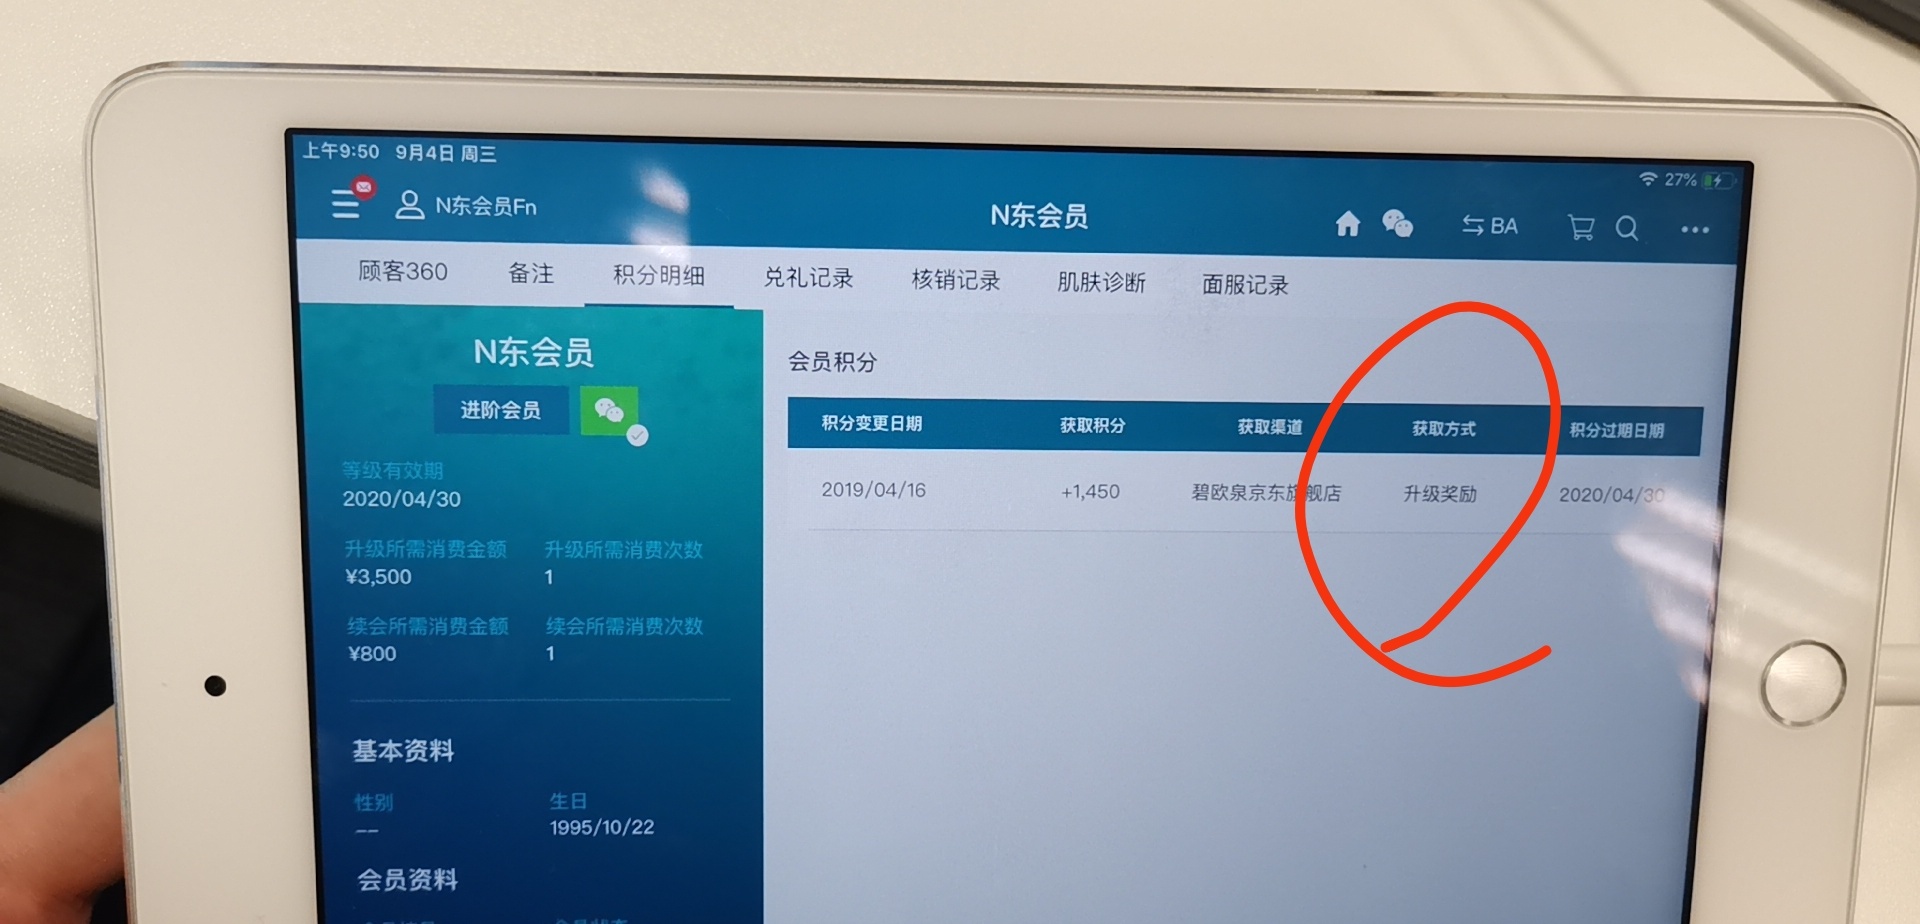 上午9:50 9月4日 周三
27%
N东会员Fn
N东会员
BA
顾客360 备注 积分明细 兑礼记录 核销记录 肌肤诊断 面服记录
N东会员
进阶会员
等级有效期
2020/04/30
升级所需消费金额 升级所需消费次数
¥3,500 1
续会所需消费金额 续会所需消费次数
¥800 1
基本资料
性别 生日
-- 1995/10/22
会员资料
会员积分
积分变更日期 获取积分 获取渠道 获取方式 积分过期日期
2019/04/16 +1,450 碧欧泉京东旗舰店 升级奖励 2020/04/30